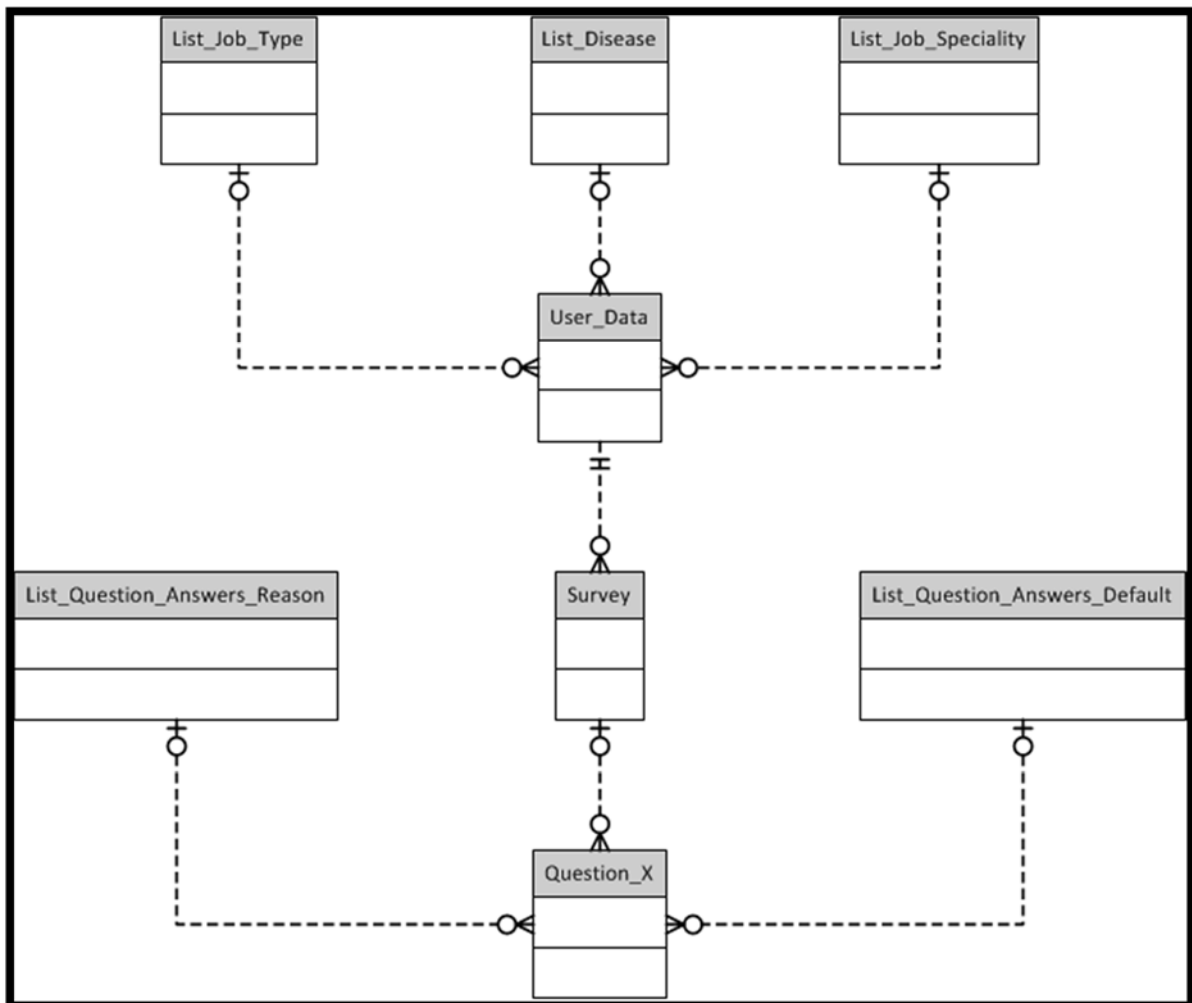 List_Job_Type
List_Disease
List_Job_Speciality
User_Data
List_Question_Answers_Reason
Survey
List_Question_Answers_Default
Question_X